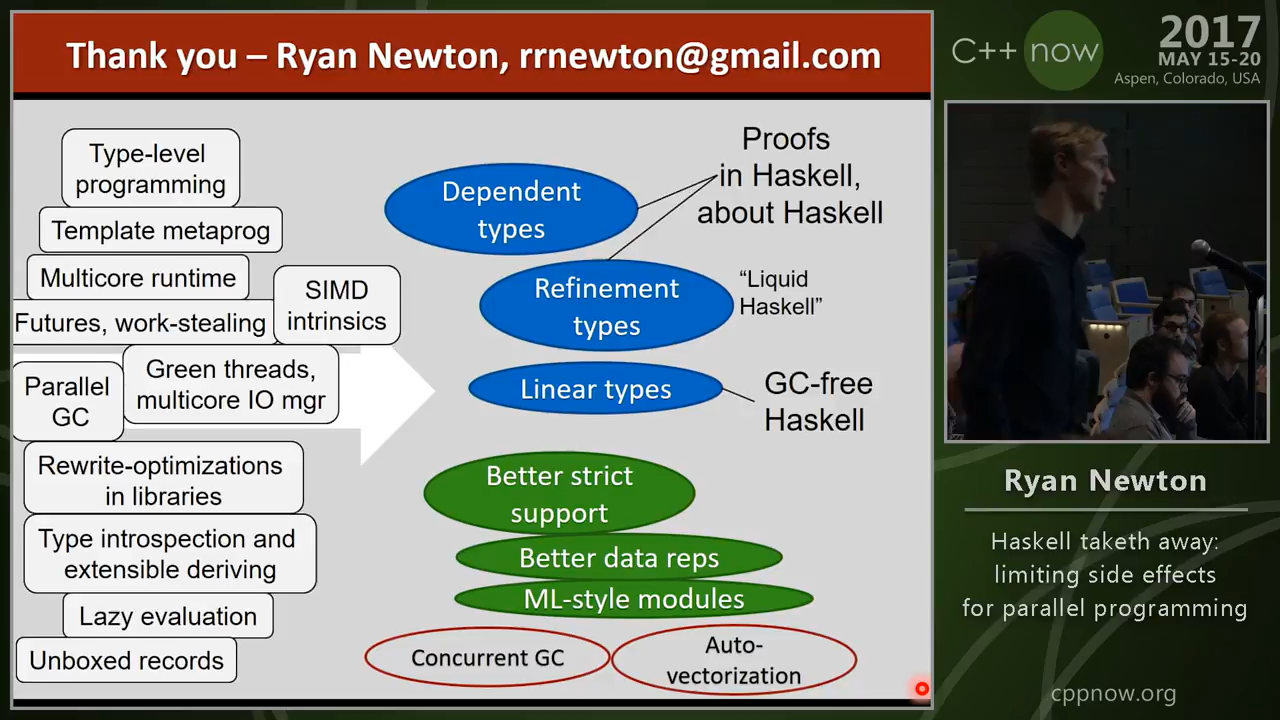 Thank you – Ryan Newton, rrnewton@gmail.com
Type-level
programming
Template metaprog
Multicore runtime
SIMD
intrinsics
Futures, work-stealing
Parallel
GC
Green threads,
multicore IO mgr
Rewrite-optimizations
in libraries
Type introspection and
extensible deriving
Lazy evaluation
Unboxed records
Dependent
types
Proofs
in Haskell,
about Haskell
Refinement
types
“Liquid
Haskell”
Linear types
GC-free
Haskell
Better strict
support
Better data reps
ML-style modules
Concurrent GC
Auto-
vectorization
C++ now
2017
MAY 15-20
Aspen, Colorado, USA
Ryan Newton
Haskell taketh away:
limiting side effects
for parallel programming
cppnow.org